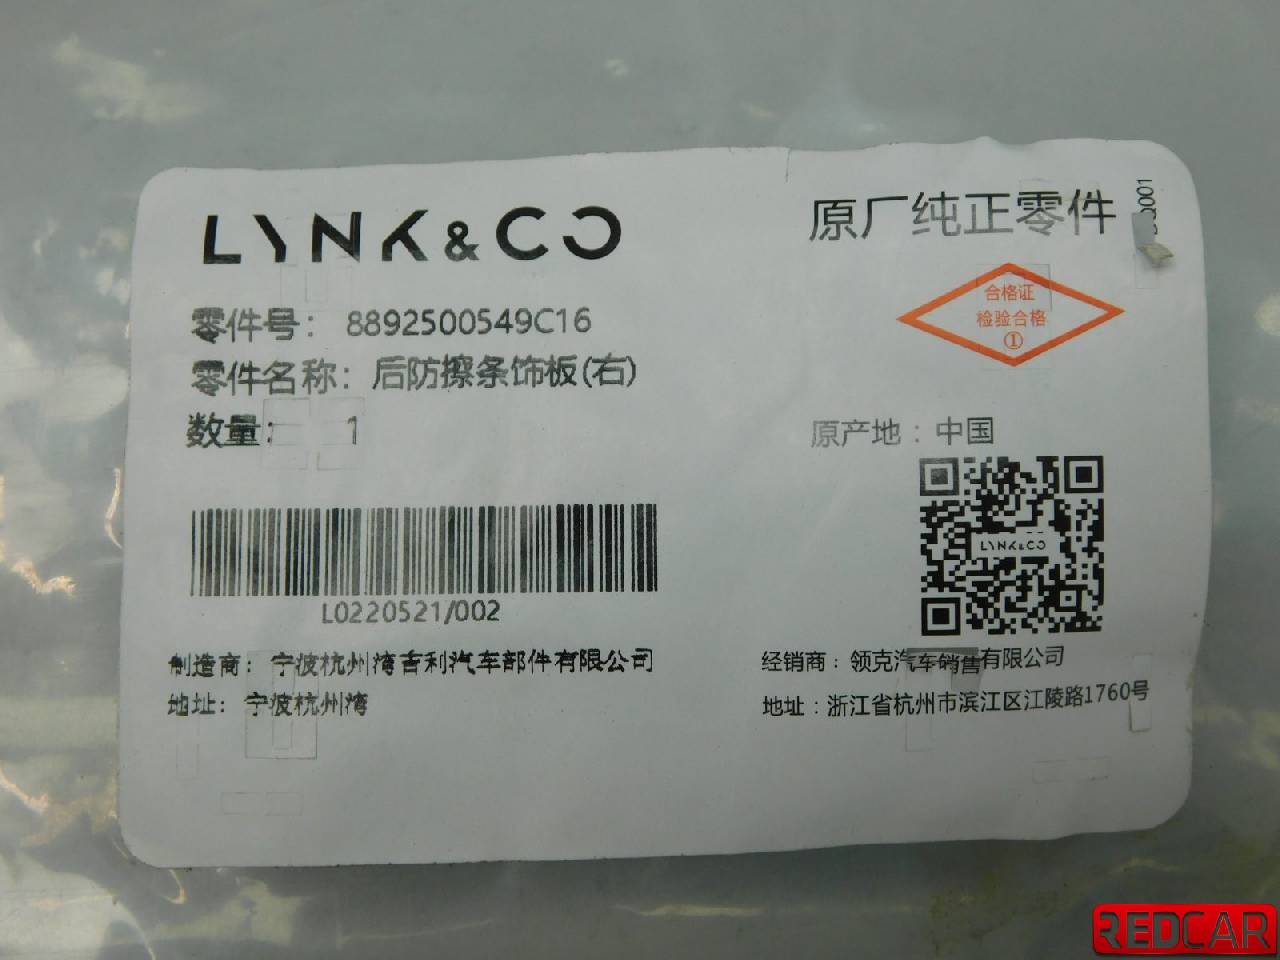 LYNK&CO
原厂纯正零件
合格证
检验合格
①
零件号：8892500549C16
零件名称：后防擦条饰板(右)
数量：1
原产地：中国
LYNK&CO
L0220521/002
制造商：宁波杭州湾吉利汽车部件有限公司
地址：宁波杭州湾
经销商：领克汽车销售有限公司
地址：浙江省杭州市滨江区江陵路1760号
REDCAR